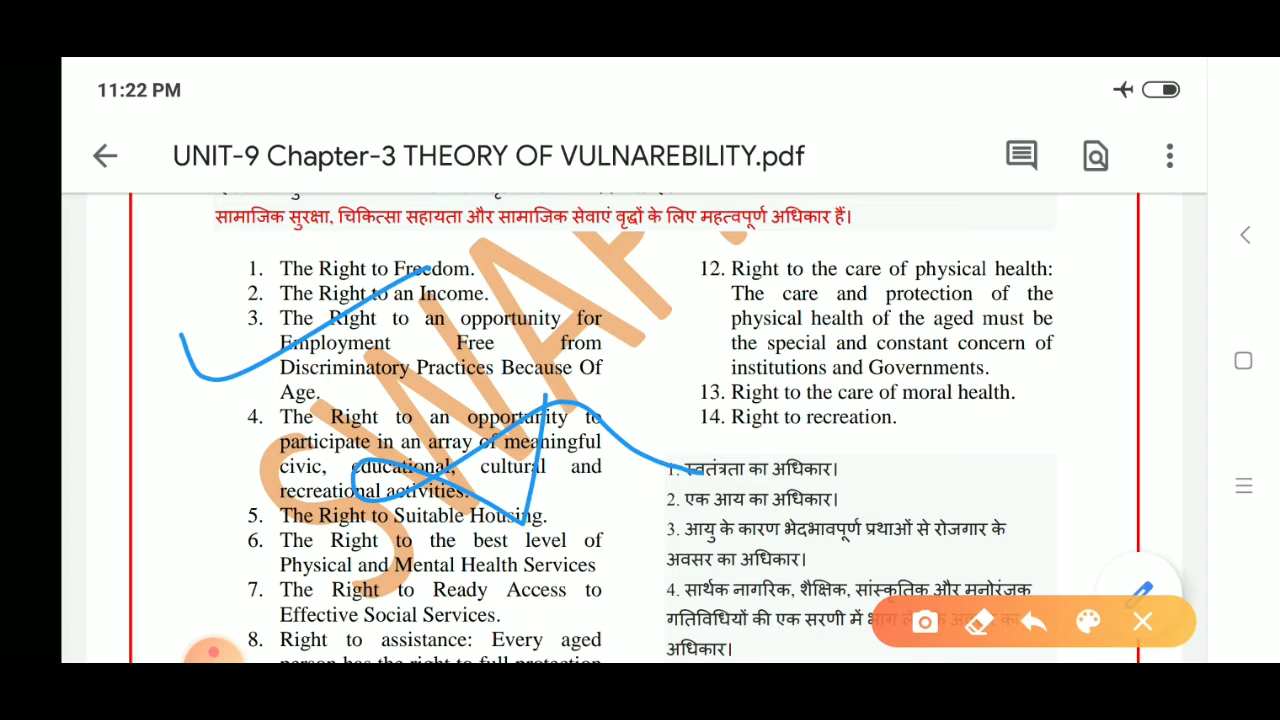 11:22 PM
UNIT-9 Chapter-3 THEORY OF VULNAREBILITY.pdf
सामाजिक सुरक्षा, चिकित्सा सहायता और सामाजिक सेवाएं वृद्धों के लिए महत्वपूर्ण अधिकार हैं।
1. The Right to Freedom.
2. The Right to an Income.
3. The Right to an opportunity for
Employment Free from
Discriminatory Practices Because Of
Age.
4. The Right to an opportunity to
participate in an array of meaningful
civic, educational, cultural and
recreational activities.
5. The Right to Suitable Housing.
6. The Right to the best level of
Physical and Mental Health Services
7. The Right to Ready Access to
Effective Social Services.
8. Right to assistance: Every aged
person has the right to full protection
12. Right to the care of physical health:
The care and protection of the
physical health of the aged must be
the special and constant concern of
institutions and Governments.
13. Right to the care of moral health.
14. Right to recreation.
1. स्वतंत्रता का अधिकार।
2. एक आय का अधिकार।
3. आयु के कारण भेदभावपूर्ण प्रथाओं से रोजगार के
अवसर का अधिकार।
4. सार्थक नागरिक, शैक्षिक, सांस्कृतिक और मनोरंजक
गतिविधियों की एक सरणी में भाग का
अधिकार।